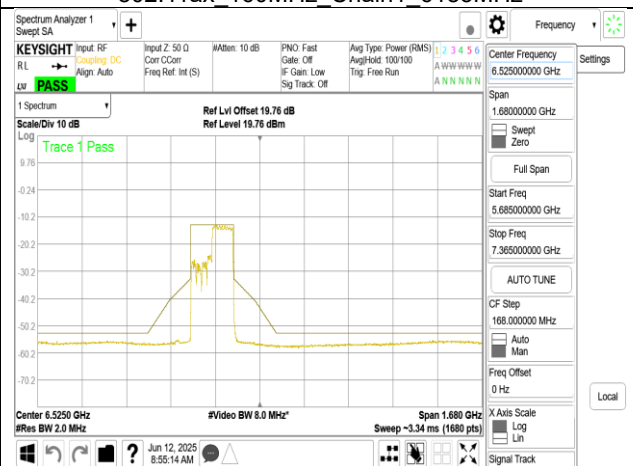 Spectrum Analyzer 1
Swept SA
Frequency
KEYSIGHT
RL
PASS
Input: RF
Coupling: DC
Align: Auto
Input Z: 50 Ω
Corr CCorr
Freq Ref: Int (S)
#Atten: 10 dB
PNO: Fast
Gate: Off
IF Gain: Low
Sig Track: Off
Avg Type: Power (RMS)
Avg|Hold: 100/100
Trig: Free Run
1 2 3 4 5 6
A W W W W W
A N N N N N
1 Spectrum
Scale/Div 10 dB
Log
Ref Lvl Offset 19.76 dB
Ref Level 19.76 dBm
Trace 1 Pass
9.76
-0.24
-10.2
-20.2
-30.2
-40.2
-50.2
-60.2
-70.2
Center 6.5250 GHz
#Res BW 2.0 MHz
#Video BW 8.0 MHz*
Span 1.680 GHz
Sweep ~3.34 ms (1680 pts)
Jun 12, 2025
8:55:14 AM
Center Frequency
6.525000000 GHz
Settings
Span
1.68000000 GHz
Swept
Zero
Full Span
Start Freq
5.685000000 GHz
Stop Freq
7.365000000 GHz
AUTO TUNE
CF Step
168.000000 MHz
Auto
Man
Freq Offset
0 Hz
Local
X Axis Scale
Log
Lin
Signal Track